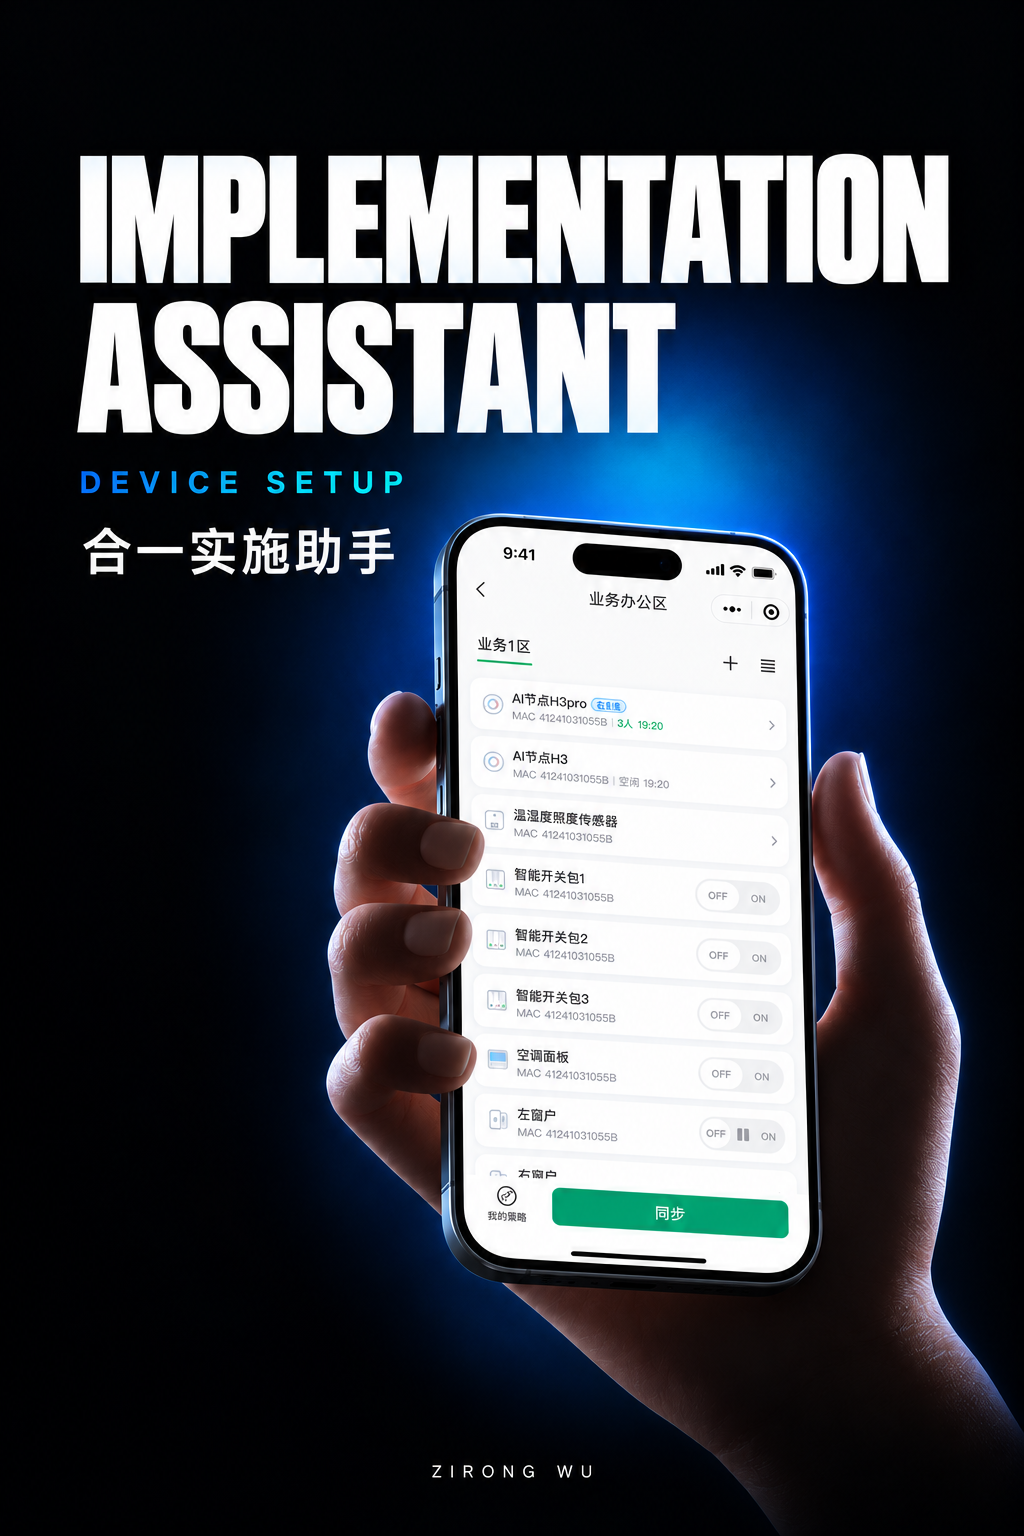 IMPLEMENTATION
ASSISTANT
DEVICE SETUP
合一实施助手
9:41
业务办公区
业务1区
AI节点H3pro
MAC 41241031055B | 3人 19:20
AI节点H3
MAC 41241031055B | 空闲 19:20
温湿度照度传感器
MAC 41241031055B
智能开关包1
MAC 41241031055B
OFF ON
智能开关包2
MAC 41241031055B
OFF ON
智能开关包3
MAC 41241031055B
OFF ON
空调面板
MAC 41241031055B
OFF ON
左窗户
MAC 41241031055B
OFF ON
右窗户
我的策略
同步
ZIRONG WU